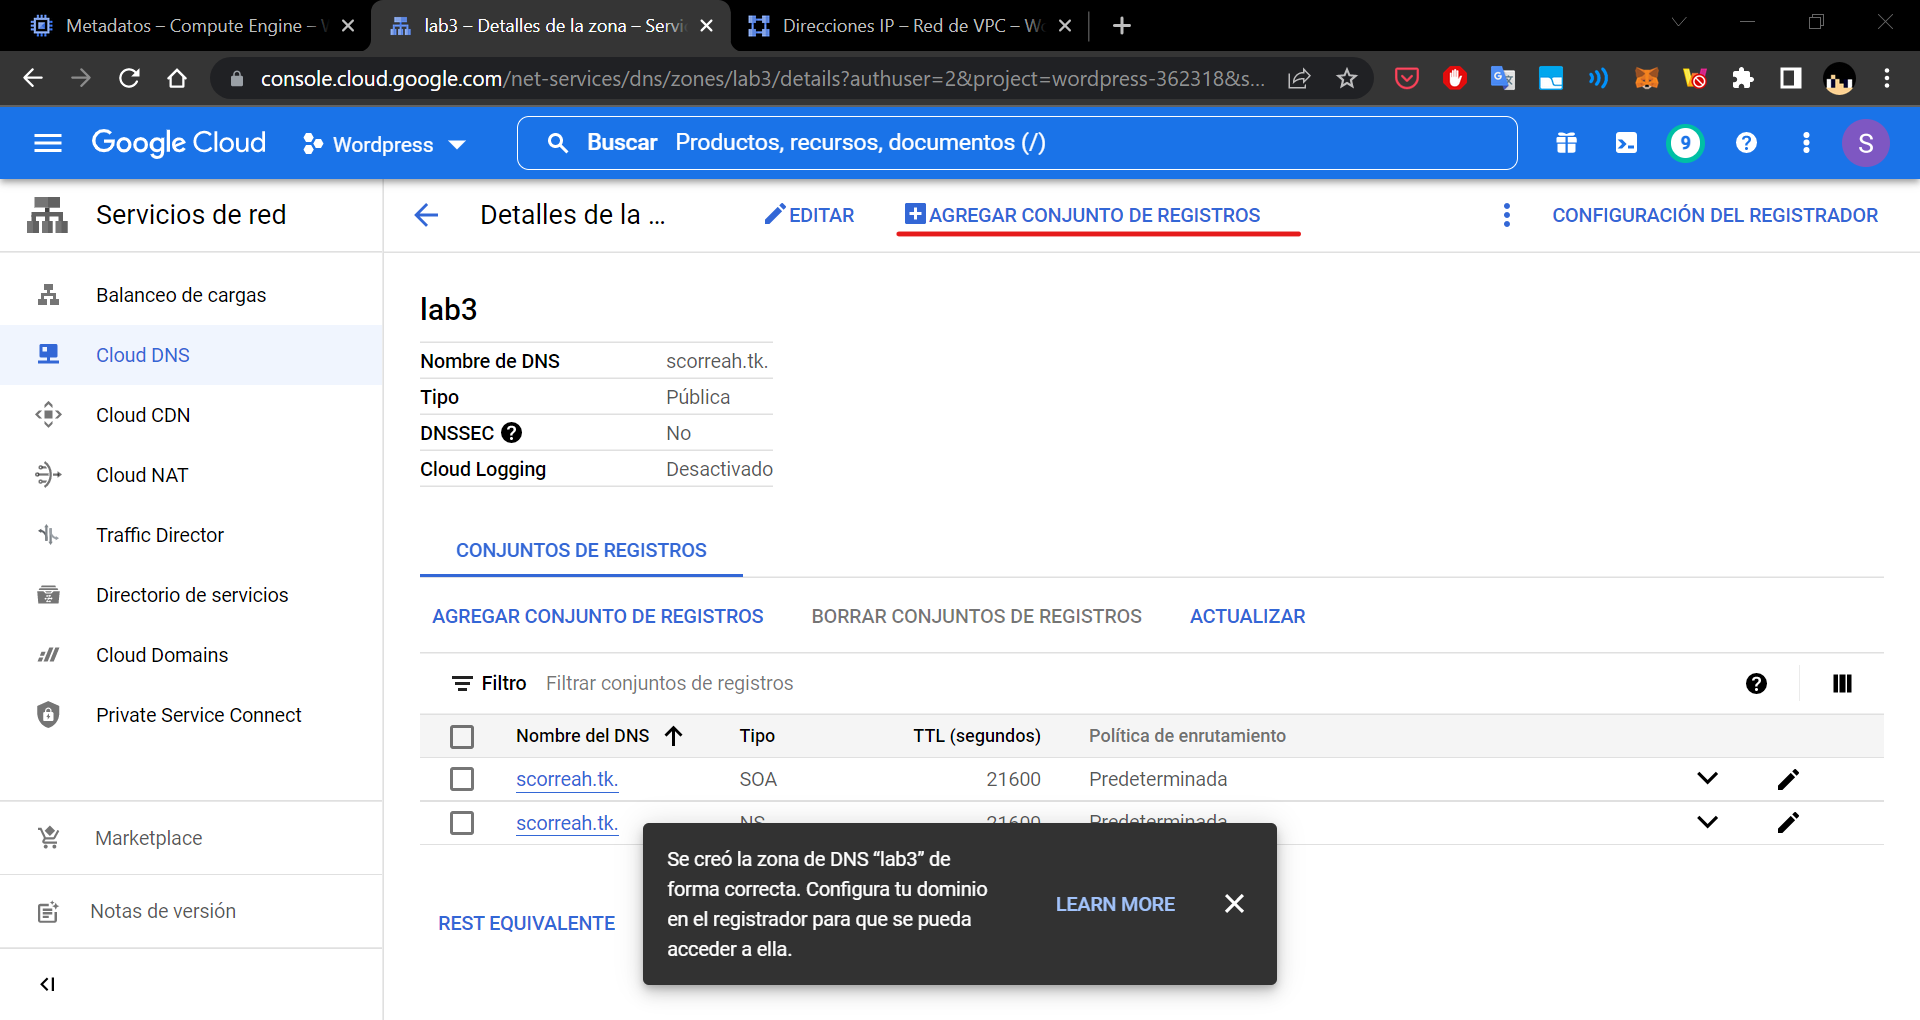 Metadatos – Compute Engine –
lab3 – Detalles de la zona – Servi
Direcciones IP – Red de VPC – Wo
console.cloud.google.com/net-services/dns/zones/lab3/details?authuser=2&project=wordpress-362318&s...
Google Cloud
Wordpress
Buscar Productos, recursos, documentos (/)
9
S
Servicios de red
Detalles de la ...
EDITAR
AGREGAR CONJUNTO DE REGISTROS
CONFIGURACIÓN DEL REGISTRADOR
Balanceo de cargas
Cloud DNS
Cloud CDN
Cloud NAT
Traffic Director
Directorio de servicios
Cloud Domains
Private Service Connect
Marketplace
Notas de versión
lab3
Nombre de DNS scorreah.tk.
Tipo Pública
DNSSEC No
Cloud Logging Desactivado
CONJUNTOS DE REGISTROS
AGREGAR CONJUNTO DE REGISTROS BORRAR CONJUNTOS DE REGISTROS ACTUALIZAR
Filtro Filtrar conjuntos de registros
Nombre del DNS Tipo TTL (segundos) Política de enrutamiento
scorreah.tk. SOA 21600 Predeterminada
scorreah.tk. NS 21600 Predeterminada
Se creó la zona de DNS “lab3” de
forma correcta. Configura tu dominio
en el registrador para que se pueda
acceder a ella.
LEARN MORE
REST EQUIVALENTE